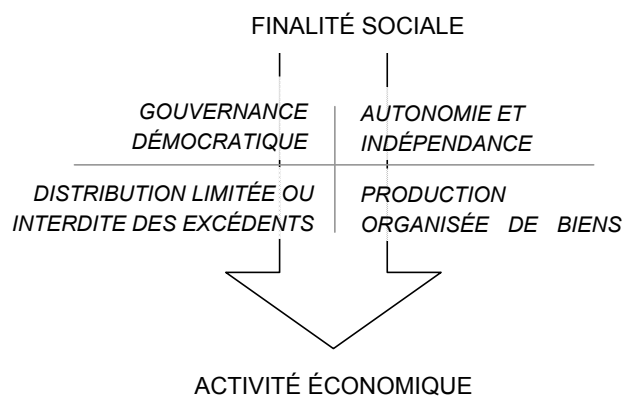 FINALITÉ SOCIALE
GOUVERNANCE
DÉMOCRATIQUE
AUTONOMIE ET
INDÉPENDANCE
DISTRIBUTION LIMITÉE OU
INTERDITE DES EXCÉDENTS
PRODUCTION
ORGANISÉE DE BIENS
ACTIVITÉ ÉCONOMIQUE